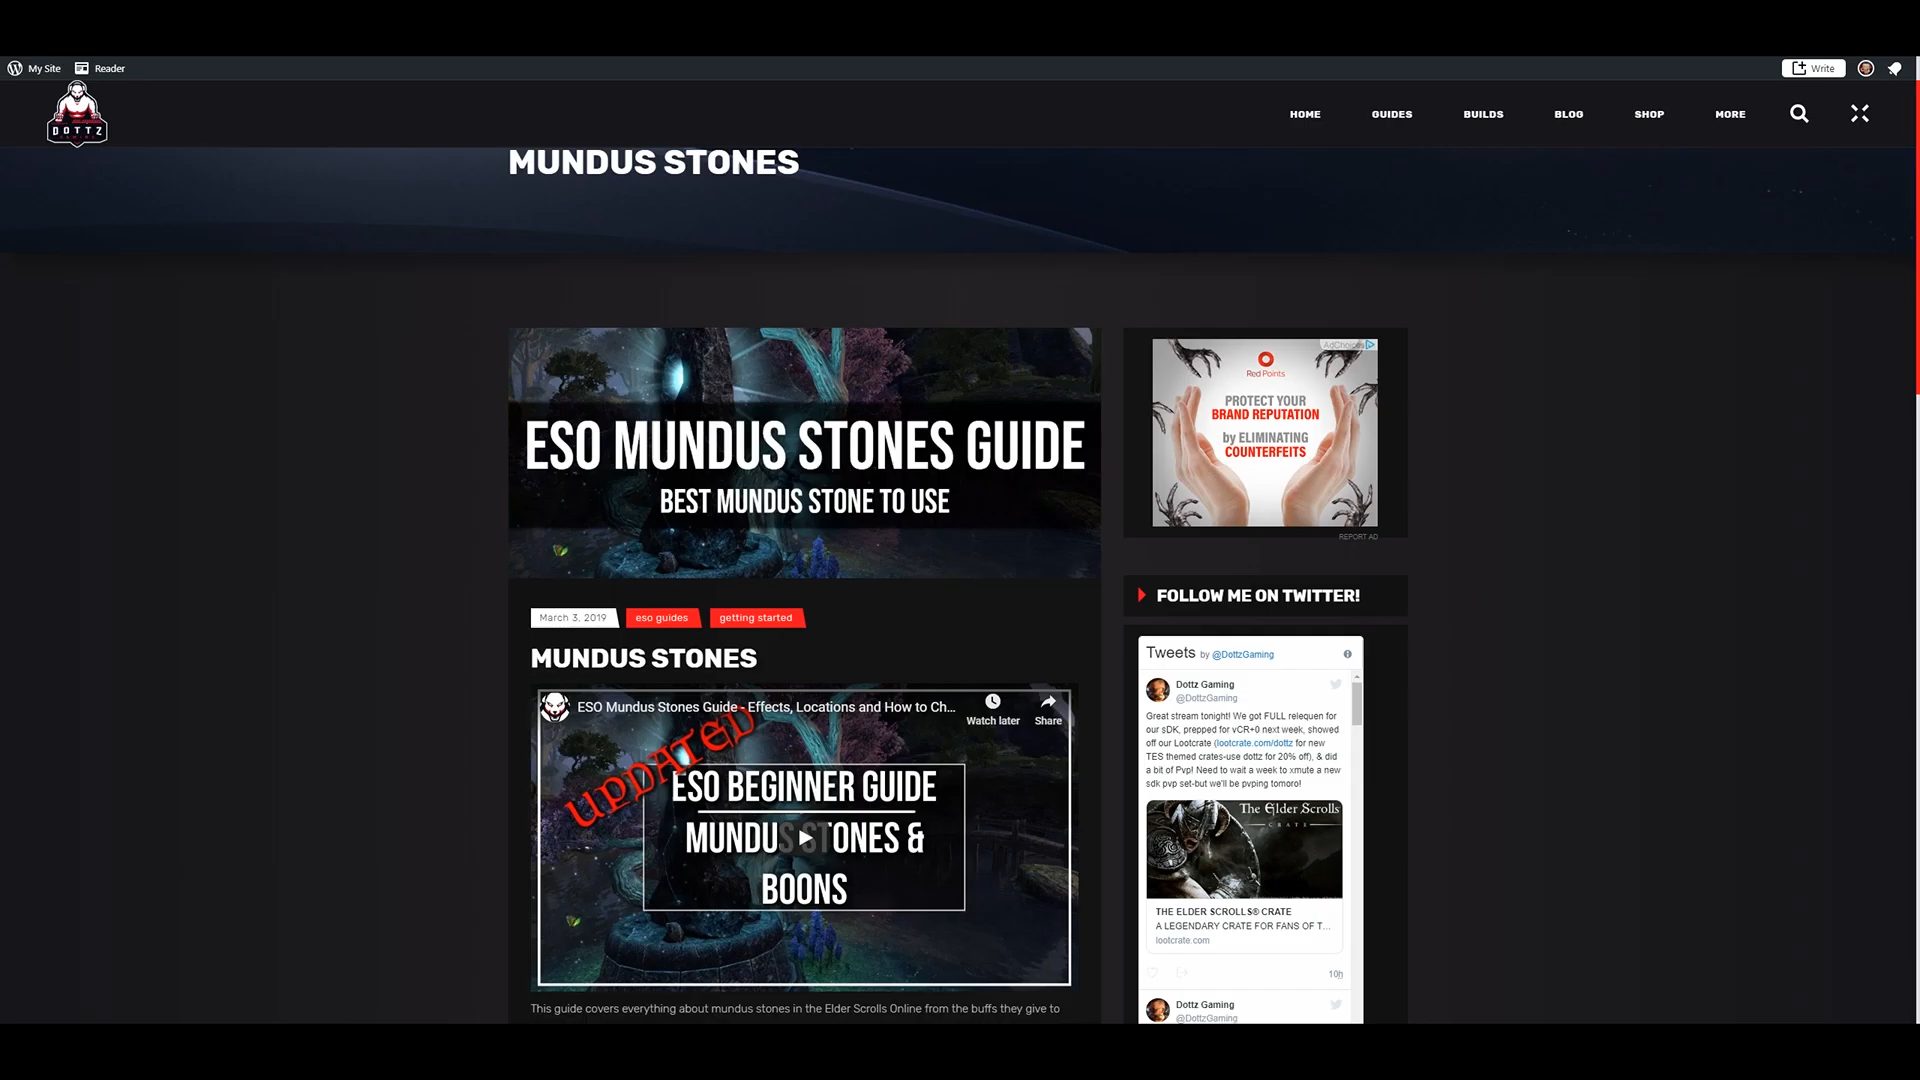 My Site
Reader
Write
DOTTZ
GAMING
HOME
GUIDES
BUILDS
BLOG
SHOP
MORE
MUNDUS STONES
ESO MUNDUS STONES GUIDE
BEST MUNDUS STONE TO USE
March 3, 2019
eso guides
getting started
MUNDUS STONES
ESO Mundus Stones Guide - Effects, Locations and How to Ch...
Watch later
Share
UPDATED
ESO BEGINNER GUIDE
MUNDUS STONES &
BOONS
This guide covers everything about mundus stones in the Elder Scrolls Online from the buffs they give to
AdChoices
Red Points
PROTECT YOUR
BRAND REPUTATION
by ELIMINATING
COUNTERFEITS
REPORT AD
FOLLOW ME ON TWITTER!
Tweets by @DottzGaming
Dottz Gaming
@DottzGaming
Great stream tonight! We got FULL relequen for
our sDK, prepped for vCR+0 next week, showed
off our Lootcrate (lootcrate.com/dottz for new
TES themed crates-use dottz for 20% off), & did
a bit of Pvp! Need to wait a week to xmute a new
sdk pvp set-but we'll be pvping tomoro!
The Elder Scrolls
CRATE
THE ELDER SCROLLS® CRATE
A LEGENDARY CRATE FOR FANS OF T...
lootcrate.com
10h
Dottz Gaming
@DottzGaming